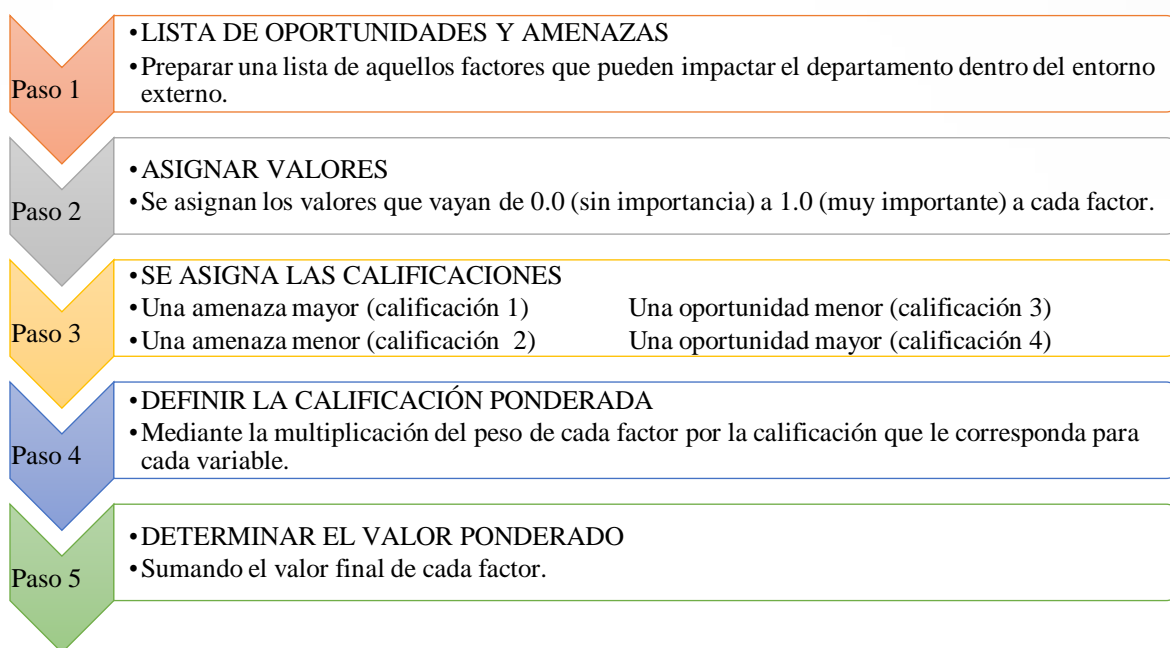 Paso 1
•LISTA DE OPORTUNIDADES Y AMENAZAS
•Preparar una lista de aquellos factores que pueden impactar el departamento dentro del entorno
externo.
Paso 2
•ASIGNAR VALORES
•Se asignan los valores que vayan de 0.0 (sin importancia) a 1.0 (muy importante) a cada factor.
Paso 3
•SE ASIGNA LAS CALIFICACIONES
•Una amenaza mayor (calificación 1) Una oportunidad menor (calificación 3)
•Una amenaza menor (calificación 2) Una oportunidad mayor (calificación 4)
Paso 4
•DEFINIR LA CALIFICACIÓN PONDERADA
•Mediante la multiplicación del peso de cada factor por la calificación que le corresponda para
cada variable.
Paso 5
•DETERMINAR EL VALOR PONDERADO
•Sumando el valor final de cada factor.